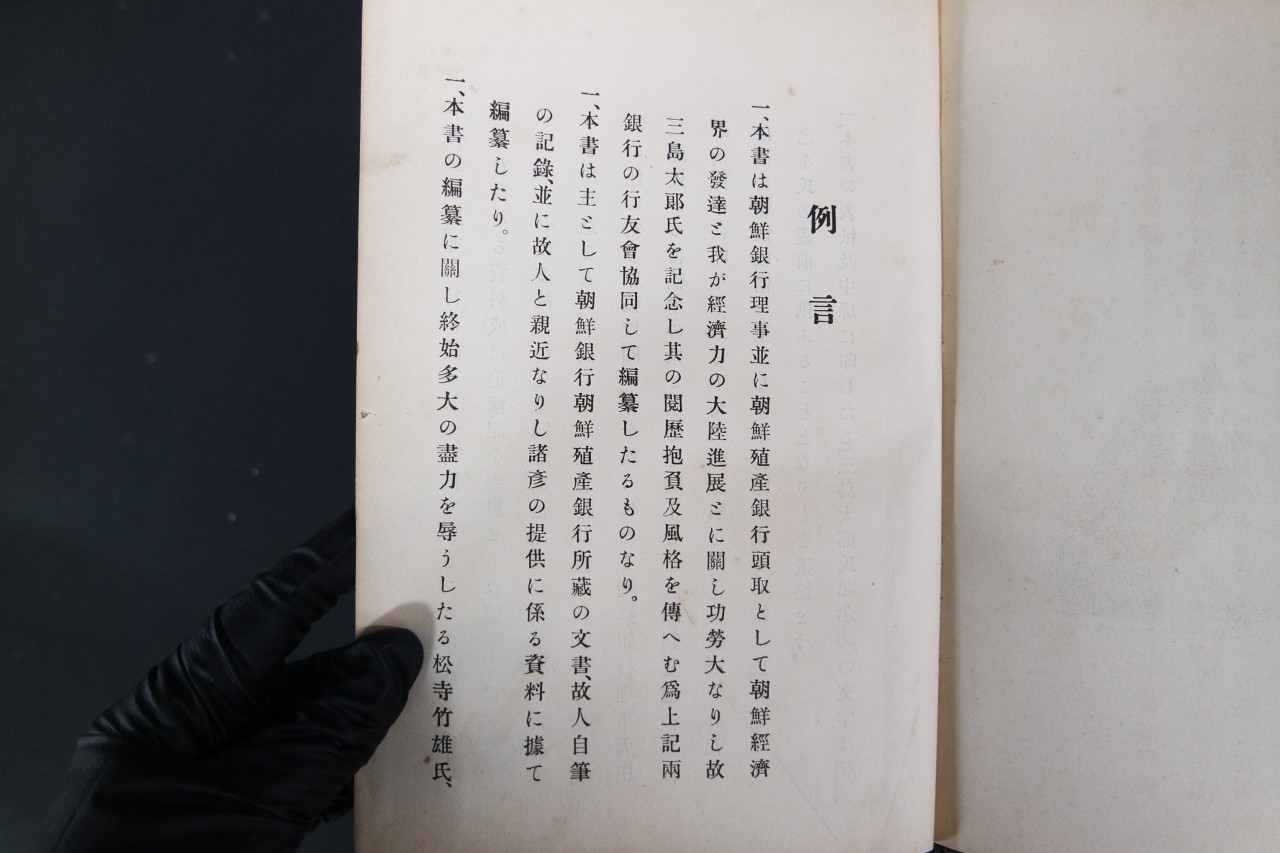 例言
一、本書は朝鮮銀行理事並に朝鮮殖產銀行頭取として朝鮮經濟
界の發達と我が經濟力の大陸進展とに關し功勞大なりし故
三島太郎氏を記念し其の閱歷抱負及風格を傳へむ爲上記兩
銀行の行友會協同して編纂したるものなり。
一、本書は主として朝鮮銀行朝鮮殖產銀行所藏の文書、故人自筆
の記錄、並に故人と親近なりし諸彥の提供に係る資料に據て
編纂したり。
一、本書の編纂に關し終始多大の盡力を辱うしたる松寺竹雄氏、